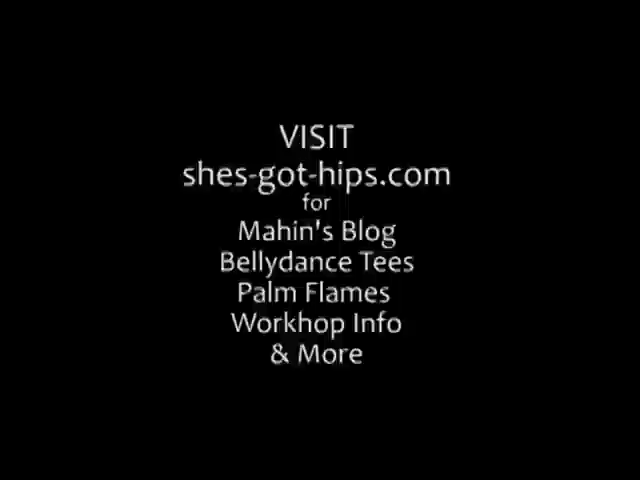 VISIT
shes-got-hips.com
for
Mahin's Blog
Bellydance Tees
Palm Flames
Workhop Info
& More